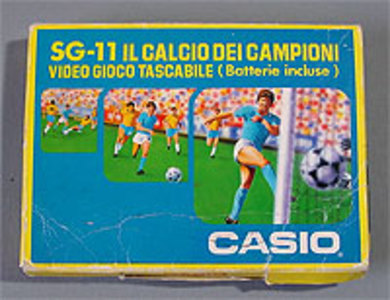 SG-11 IL CALCIO DEI CAMPIONI
VIDEO GIOCO TASCABILE (Batterie incluse)
CASIO